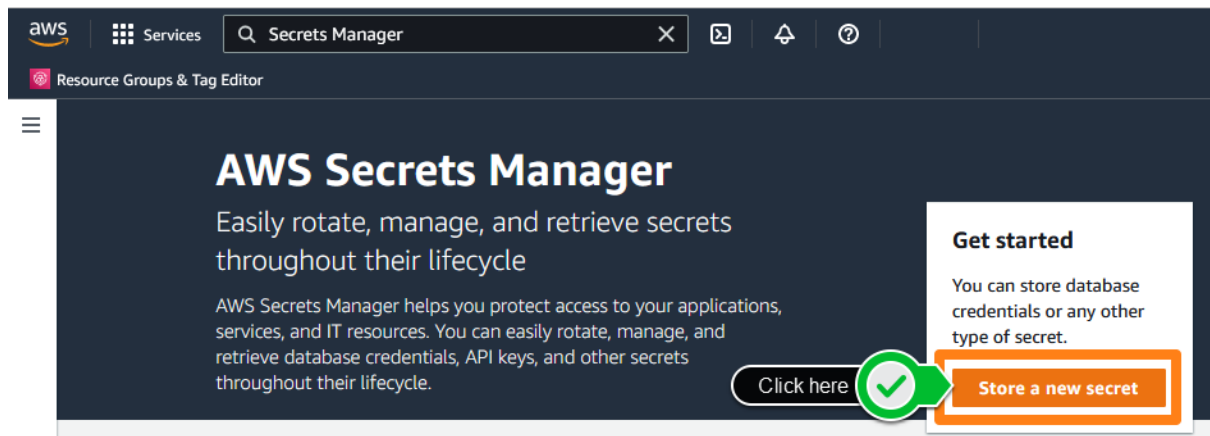 aws
Services
Secrets Manager
Resource Groups & Tag Editor
AWS Secrets Manager
Easily rotate, manage, and retrieve secrets
throughout their lifecycle
AWS Secrets Manager helps you protect access to your applications,
services, and IT resources. You can easily rotate, manage, and
retrieve database credentials, API keys, and other secrets
throughout their lifecycle.
Get started
You can store database
credentials or any other
type of secret.
Click here
Store a new secret